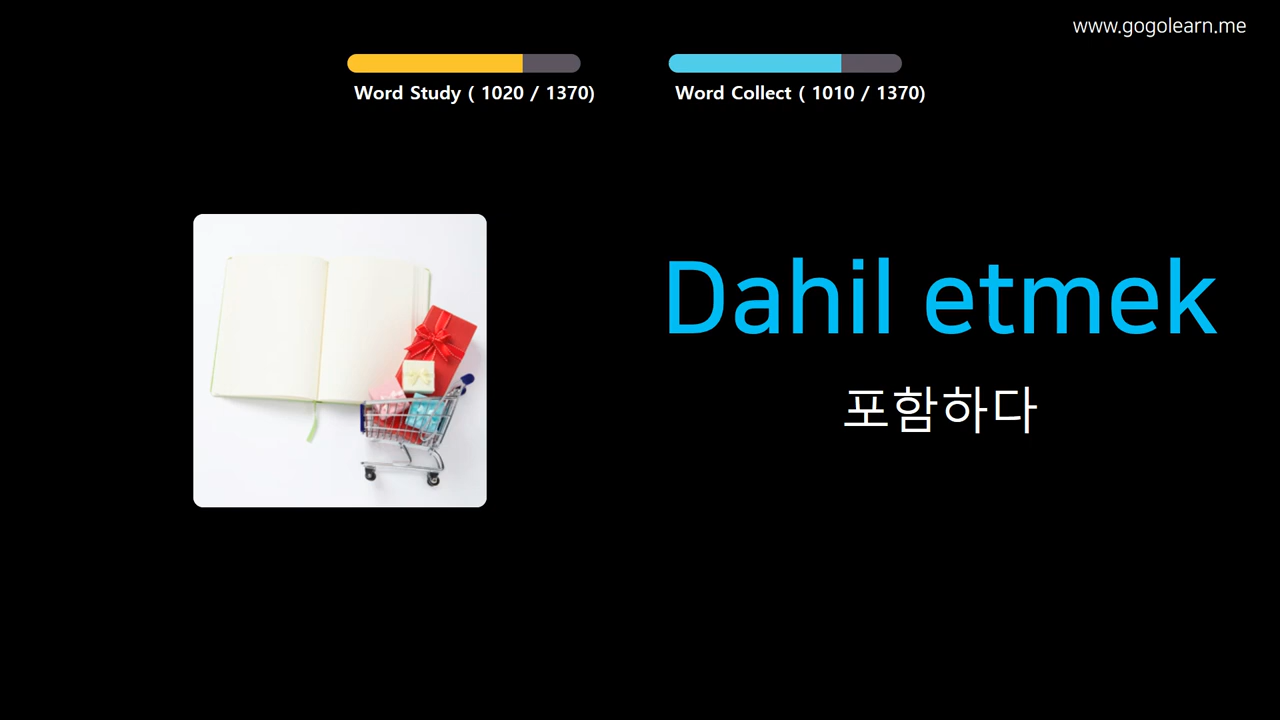 www.gogolearn.me
Word Study ( 1020 / 1370)
Word Collect ( 1010 / 1370)
Dahil etmek
포함하다